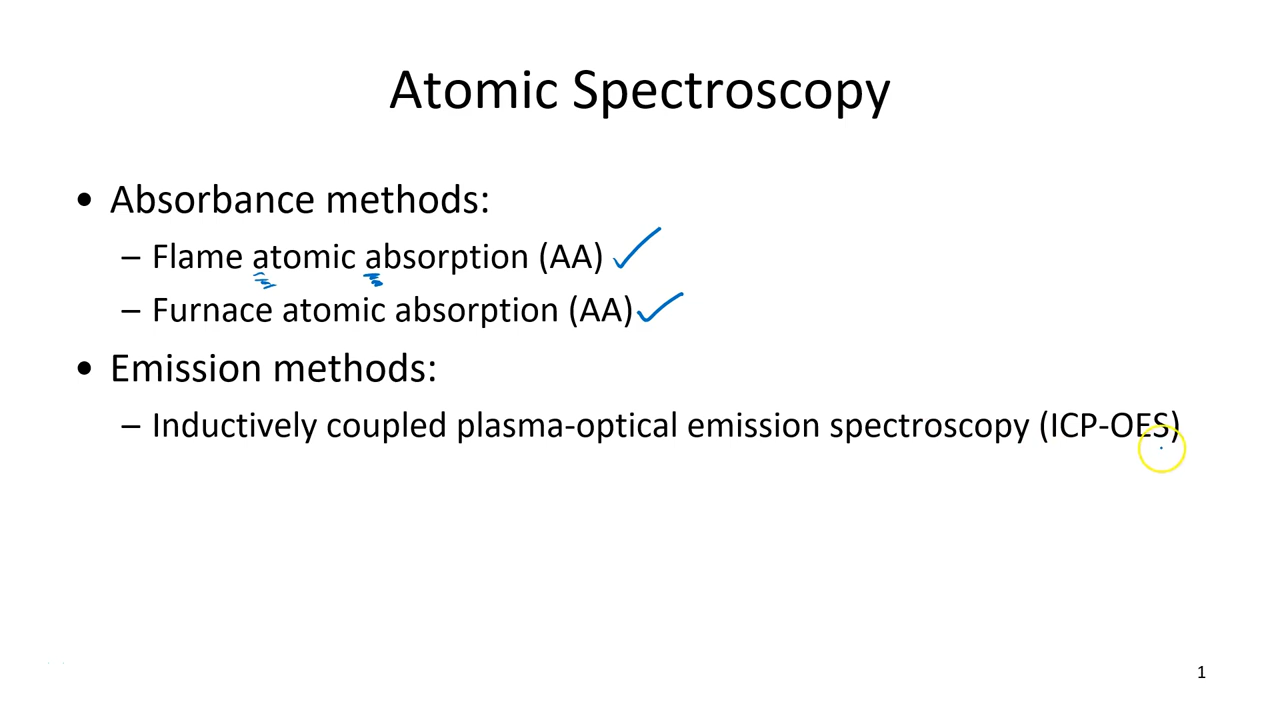 Atomic Spectroscopy
• Absorbance methods:
– Flame atomic absorption (AA)
– Furnace atomic absorption (AA)
• Emission methods:
– Inductively coupled plasma-optical emission spectroscopy (ICP-OES)
1